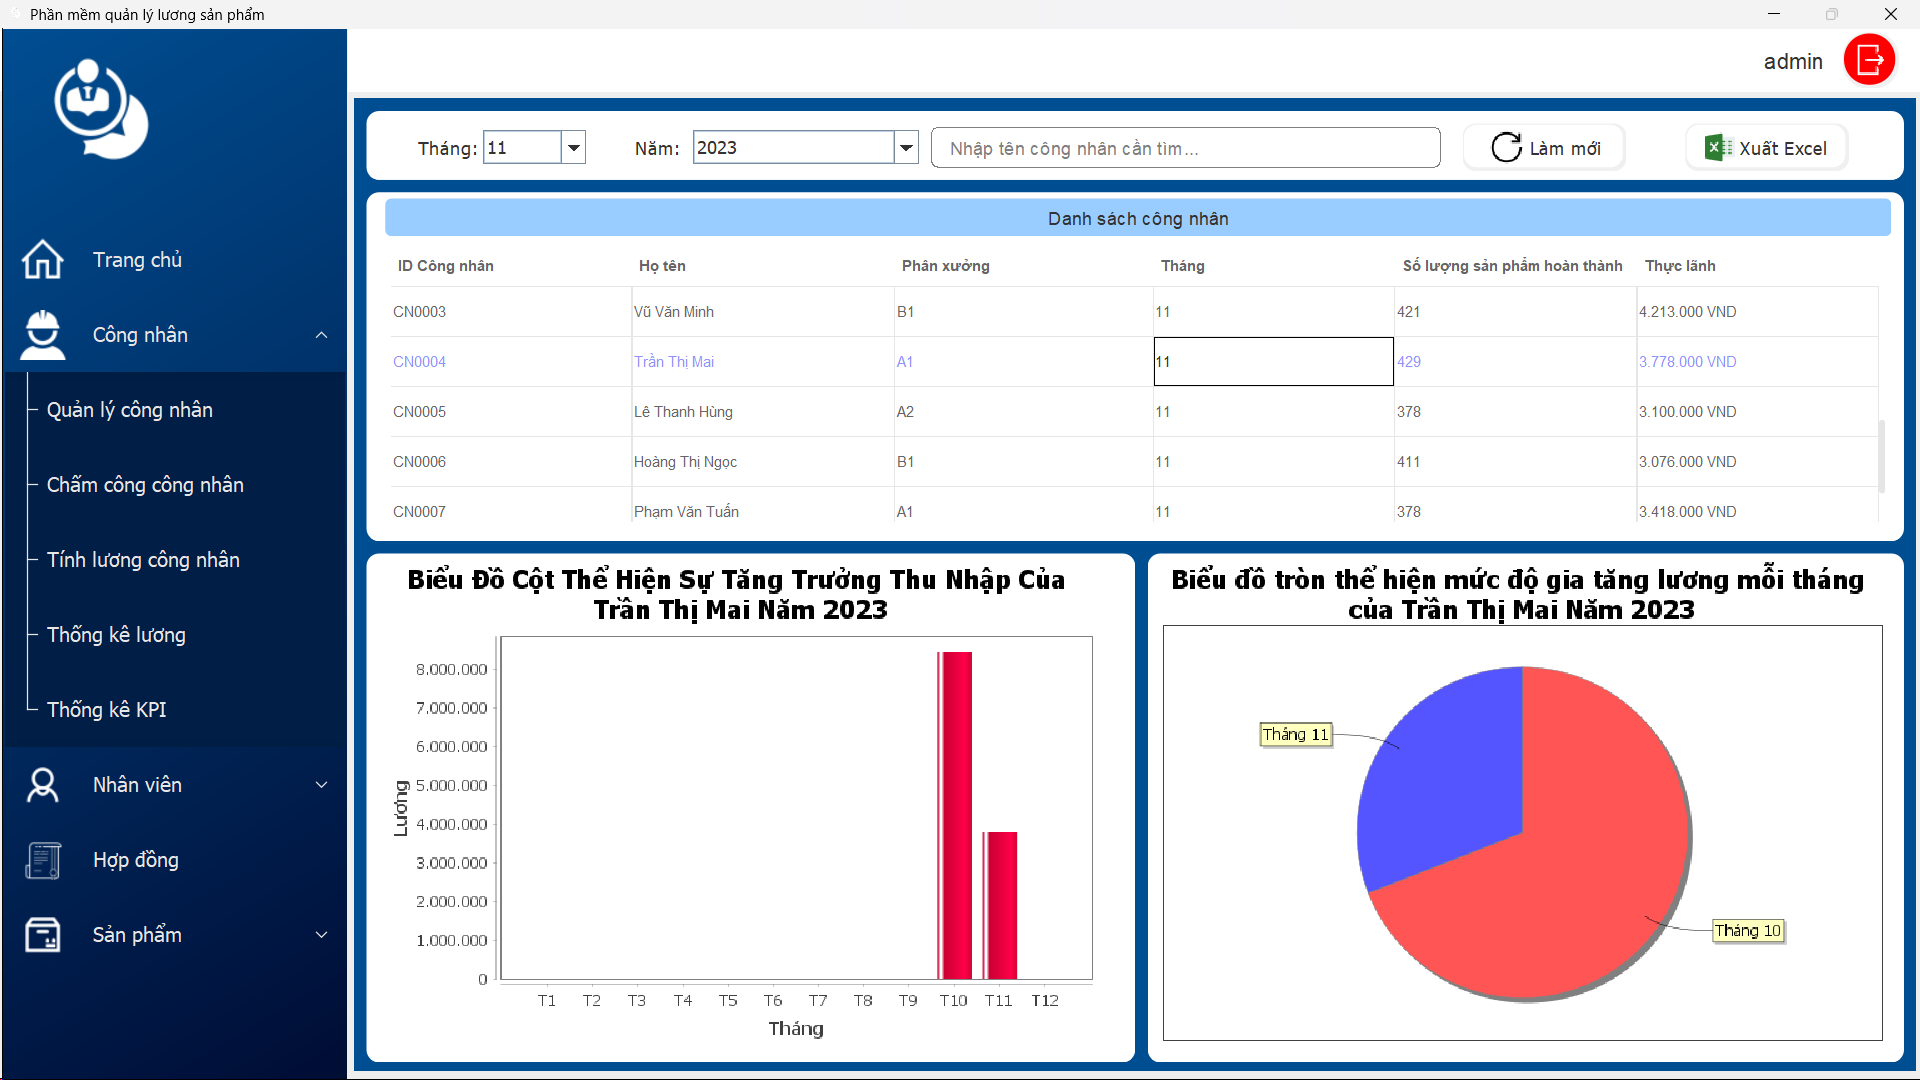 Phần mềm quản lý lương sản phẩm
admin
Trang chủ
Công nhân
Quản lý công nhân
Chấm công công nhân
Tính lương công nhân
Thống kê lương
Thống kê KPI
Nhân viên
Hợp đồng
Sản phẩm
Tháng: 11 Năm: 2023 Nhập tên công nhân cần tìm... Làm mới Xuất Excel
Danh sách công nhân
ID Công nhân Họ tên Phân xưởng Tháng Số lượng sản phẩm hoàn thành Thực lãnh
CN0003 Vũ Văn Minh B1 11 421 4.213.000 VND
CN0004 Trần Thị Mai A1 11 429 3.778.000 VND
CN0005 Lê Thanh Hùng A2 11 378 3.100.000 VND
CN0006 Hoàng Thị Ngọc B1 11 411 3.076.000 VND
CN0007 Phạm Văn Tuấn A1 11 378 3.418.000 VND
Biểu Đồ Cột Thể Hiện Sự Tăng Trưởng Thu Nhập Của
Trần Thị Mai Năm 2023
8.000.000
7.000.000
6.000.000
5.000.000
4.000.000
3.000.000
2.000.000
1.000.000
0
Lương
T1 T2 T3 T4 T5 T6 T7 T8 T9 T10 T11 T12
Tháng
Biểu đồ tròn thể hiện mức độ gia tăng lương mỗi tháng
của Trần Thị Mai Năm 2023
Tháng 11
Tháng 10